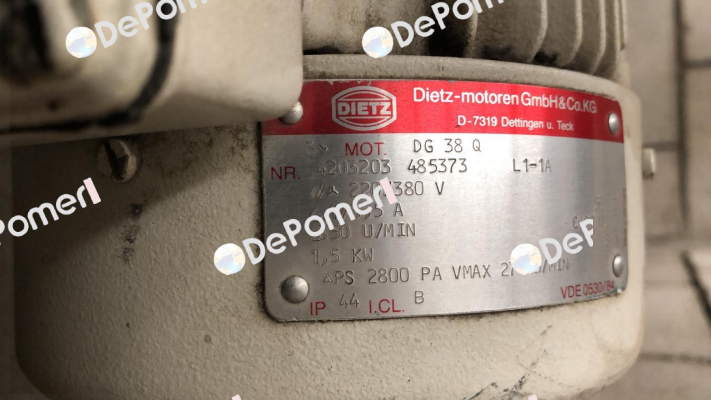 DIETZ
Dietz-motoren GmbH & Co. KG
D-7319 Dettingen u. Teck
MOT. DG 38 Q
NR. 485373 L1-1A
380 V
A
U/MIN
1,5 KW
PS 2800 PA VMAX
IP 44 I.CL. B
VDE 0530/84
DePomerl
DePomerl
DePomerl
DePomerl
DePo